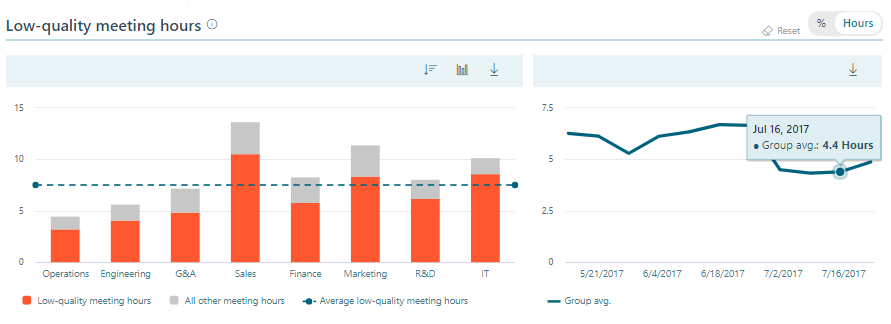 Low-quality meeting hours
Reset
% Hours
15
10
5
0
Operations Engineering G&A Sales Finance Marketing R&D IT
Low-quality meeting hours All other meeting hours Average low-quality meeting hours
7.5
5
2.5
0
Jul 16, 2017
Group avg.: 4.4 Hours
5/21/2017 6/4/2017 6/18/2017 7/2/2017 7/16/2017
Group avg.